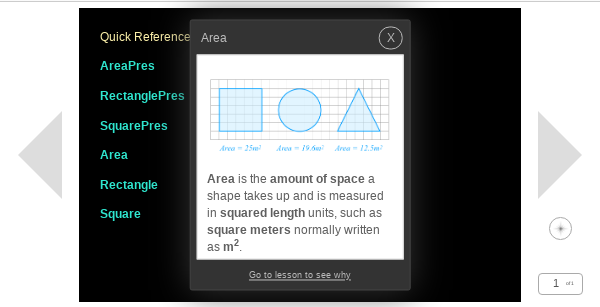 Quick Reference
AreaPres
RectanglePres
SquarePres
Area
Rectangle
Square
Area
X
Area = 25m²
Area = 19.6m²
Area = 12.5m²
Area is the amount of space a
shape takes up and is measured
in squared length units, such as
square meters normally written
as m².
Go to lesson to see why
1 of 1